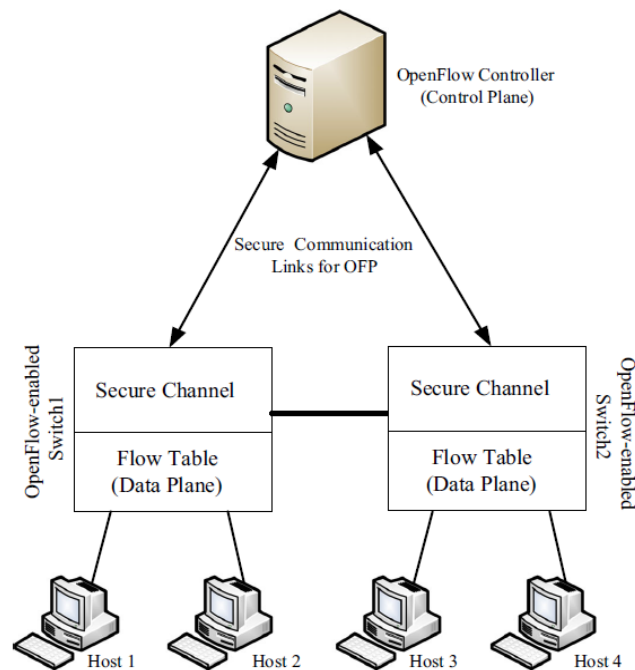 OpenFlow Controller
(Control Plane)
Secure Communication
Links for OFP
OpenFlow-enabled
Switch1
Secure Channel
Flow Table
(Data Plane)
Secure Channel
Flow Table
(Data Plane)
OpenFlow-enabled
Switch2
Host 1
Host 2
Host 3
Host 4